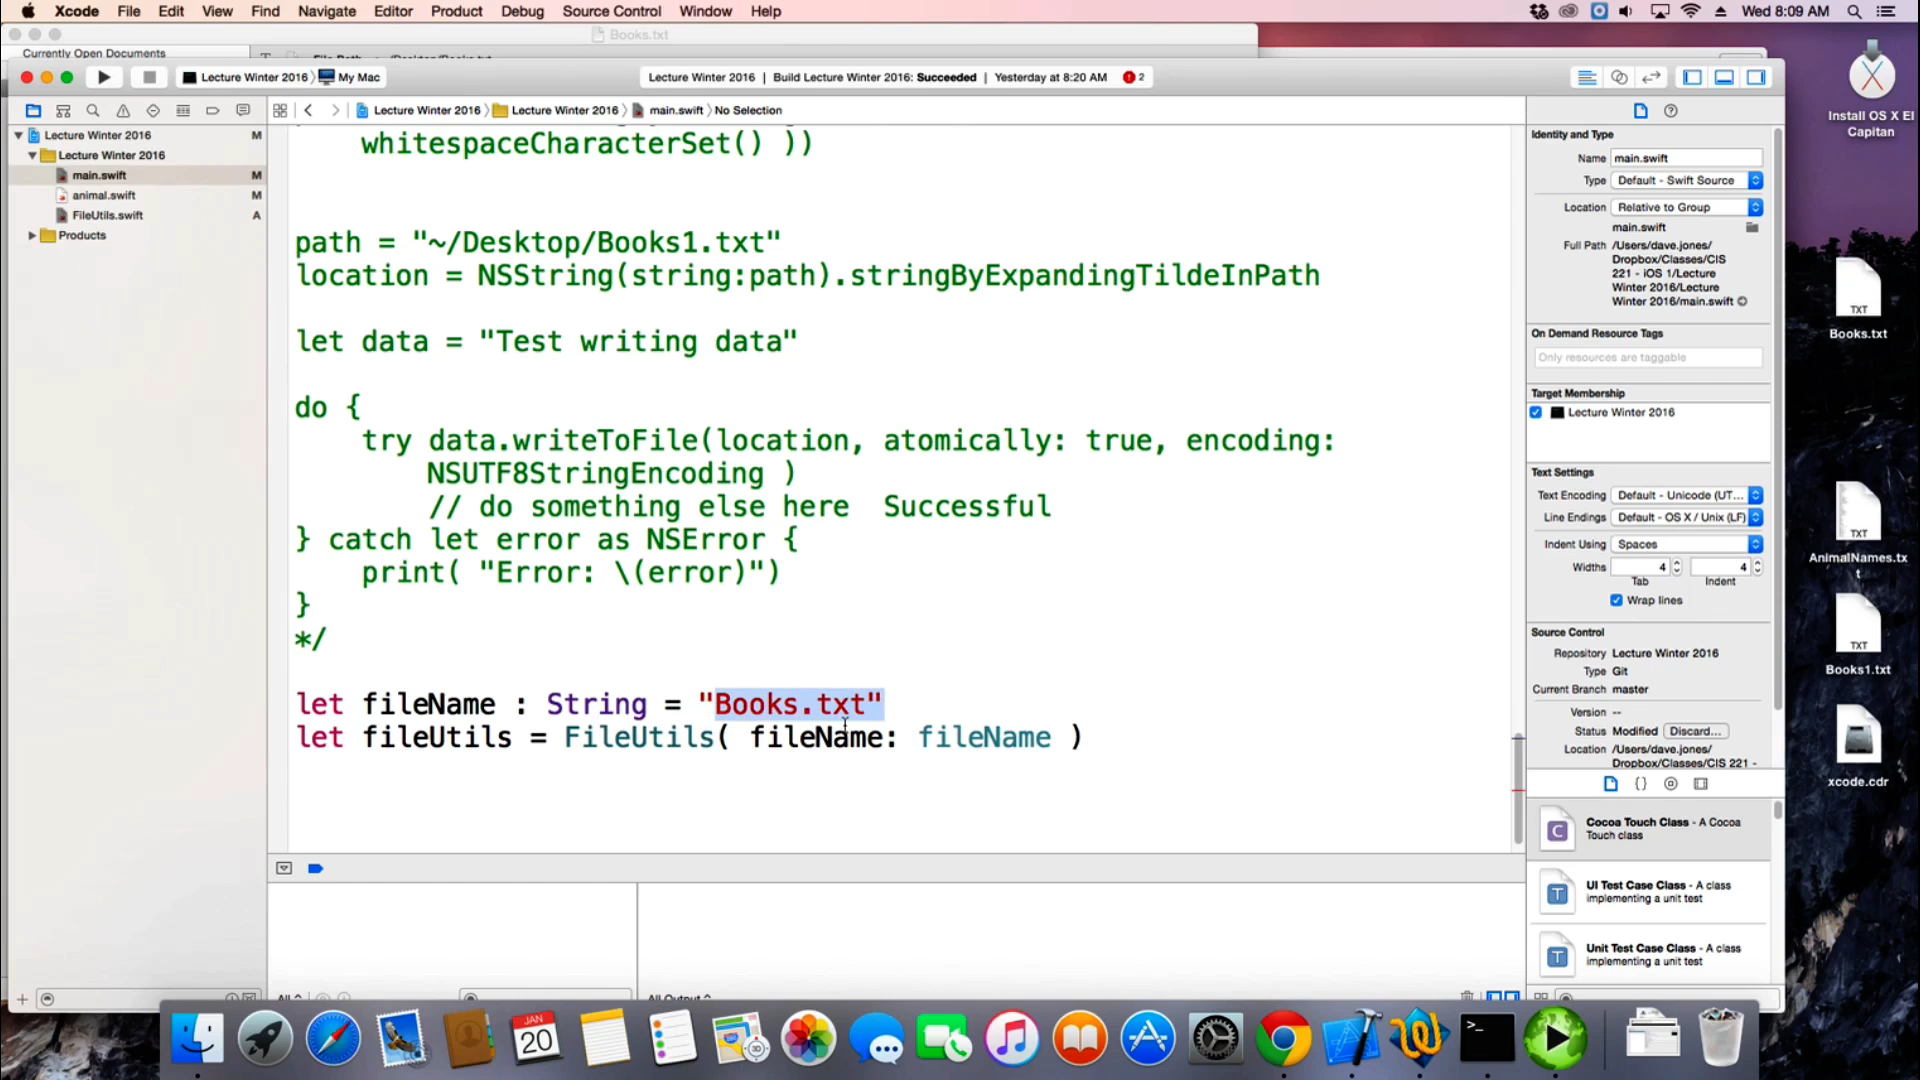 Xcode File Edit View Find Navigate Editor Product Debug Source Control Window Help
Wed 8:09 AM
Books.txt
Currently Open Documents
Lecture Winter 2016 My Mac
Lecture Winter 2016 | Build Lecture Winter 2016: Succeeded | Yesterday at 8:20 AM 2
Lecture Winter 2016 Lecture Winter 2016 main.swift No Selection
Lecture Winter 2016 M
Lecture Winter 2016
main.swift M
animal.swift M
FileUtils.swift A
Products
whitespaceCharacterSet() ))
path = "~/Desktop/Books1.txt"
location = NSString(string:path).stringByExpandingTildeInPath
let data = "Test writing data"
do {
try data.writeToFile(location, atomically: true, encoding:
NSUTF8StringEncoding )
// do something else here Successful
} catch let error as NSError {
print( "Error: \(error)")
}
*/
let fileName : String = "Books.txt"
let fileUtils = FileUtils( fileName: fileName )
Identity and Type
Name main.swift
Type Default - Swift Source
Location Relative to Group
main.swift
Full Path /Users/dave.jones/
Dropbox/Classes/CIS
221 - iOS 1/Lecture
Winter 2016/Lecture
Winter 2016/main.swift
On Demand Resource Tags
Only resources are taggable
Target Membership
Lecture Winter 2016
Text Settings
Text Encoding Default - Unicode (UT...
Line Endings Default - OS X / Unix (LF)
Indent Using Spaces
Widths 4 4
Tab Indent
Wrap lines
Source Control
Repository Lecture Winter 2016
Type Git
Current Branch master
Version --
Status Modified Discard...
Location /Users/dave.jones/
Dropbox/Classes/CIS 221 -
{}
C
Cocoa Touch Class - A Cocoa
Touch class
T
UI Test Case Class - A class
implementing a unit test
T
Unit Test Case Class - A class
implementing a unit test
Install OS X El
Capitan
TXT
Books.txt
TXT
AnimalNames.tx
t
TXT
Books1.txt
xcode.cdr
JAN
20
3D
>_